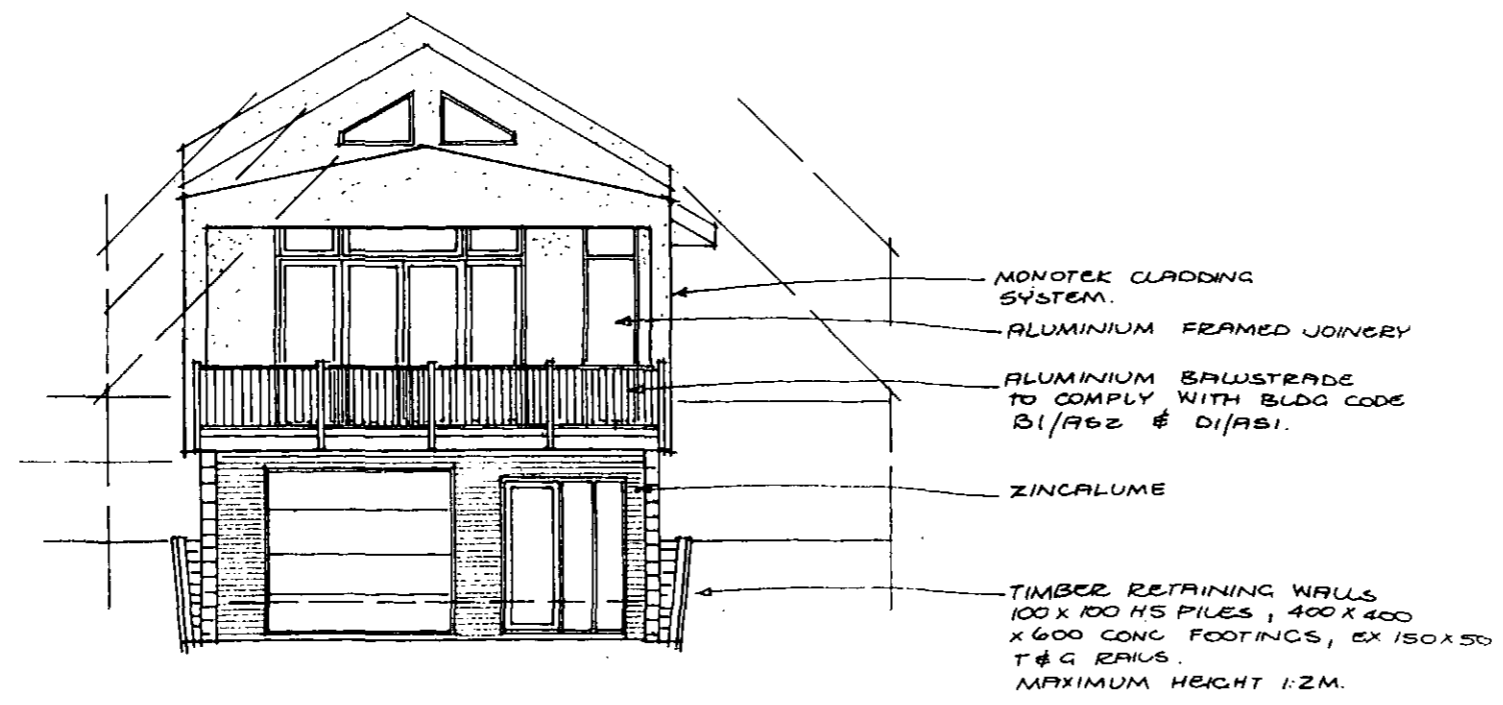 MONOTEK CLADDING
SYSTEM.
ALUMINIUM FRAMED JOINERY
ALUMINIUM BALUSTRADE
TO COMPLY WITH BLDG CODE
B1/AS2 & D1/AS1.
ZINCALUME
TIMBER RETAINING WALLS
100 X 100 H5 PILES, 400 X 400
X 600 CONC FOOTINGS, EX 150 X 50
T & G RAILS.
MAXIMUM HEIGHT 1.2M.